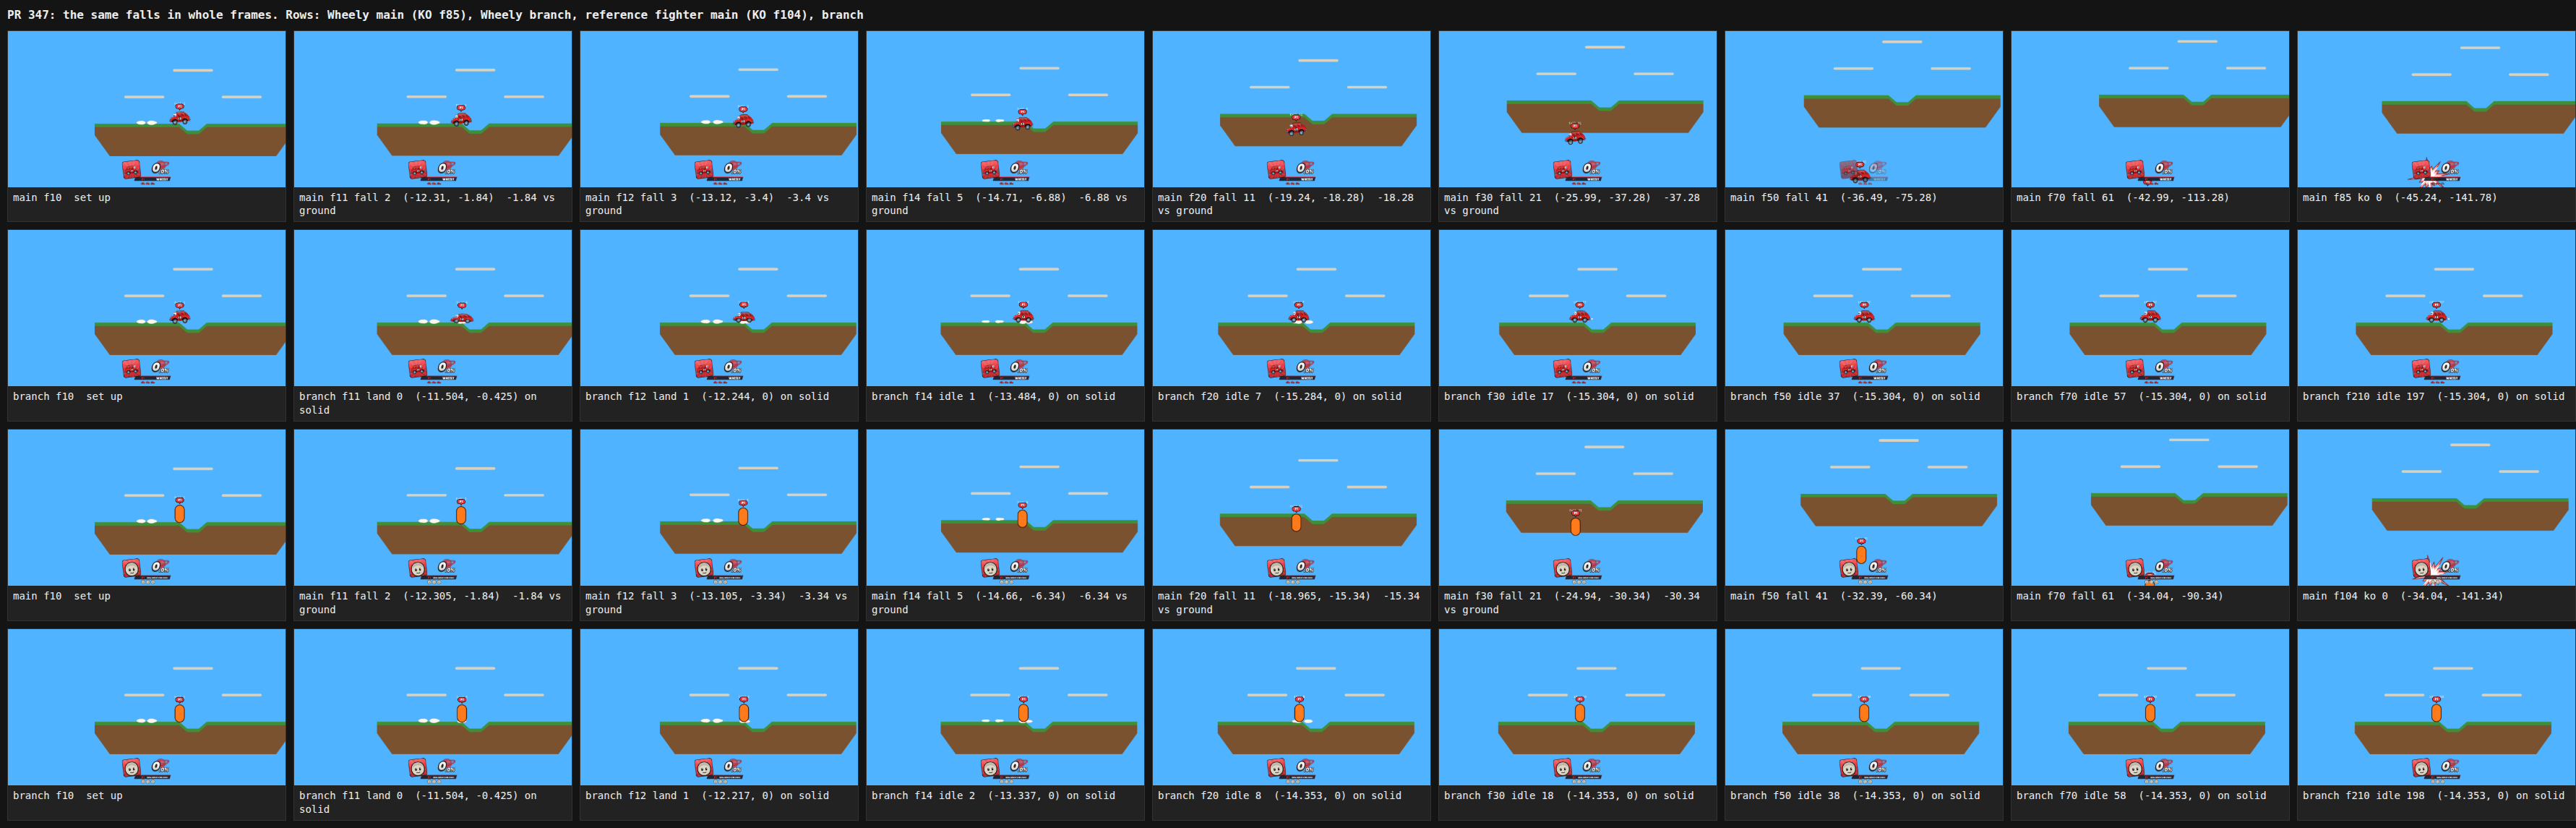 PR 347: the same falls in whole frames. Rows: Wheely main (KO f85), Wheely branch, reference fighter main (KO f104), branch
main f10  set up
main f11 fall 2  (-12.31, -1.84)  -1.84 vs
ground
main f12 fall 3  (-13.12, -3.4)  -3.4 vs
ground
main f14 fall 5  (-14.71, -6.88)  -6.88 vs
ground
main f20 fall 11  (-19.24, -18.28)  -18.28
vs ground
main f30 fall 21  (-25.99, -37.28)  -37.28
vs ground
main f50 fall 41  (-36.49, -75.28)
main f70 fall 61  (-42.99, -113.28)
main f85 ko 0  (-45.24, -141.78)
branch f10  set up
branch f11 land 0  (-11.504, -0.425) on
solid
branch f12 land 1  (-12.244, 0) on solid
branch f14 idle 1  (-13.484, 0) on solid
branch f20 idle 7  (-15.284, 0) on solid
branch f30 idle 17  (-15.304, 0) on solid
branch f50 idle 37  (-15.304, 0) on solid
branch f70 idle 57  (-15.304, 0) on solid
branch f210 idle 197  (-15.304, 0) on solid
main f10  set up
main f11 fall 2  (-12.305, -1.84)  -1.84 vs
ground
main f12 fall 3  (-13.105, -3.34)  -3.34 vs
ground
main f14 fall 5  (-14.66, -6.34)  -6.34 vs
ground
main f20 fall 11  (-18.965, -15.34)  -15.34
vs ground
main f30 fall 21  (-24.94, -30.34)  -30.34
vs ground
main f50 fall 41  (-32.39, -60.34)
main f70 fall 61  (-34.04, -90.34)
main f104 ko 0  (-34.04, -141.34)
branch f10  set up
branch f11 land 0  (-11.504, -0.425) on
solid
branch f12 land 1  (-12.217, 0) on solid
branch f14 idle 2  (-13.337, 0) on solid
branch f20 idle 8  (-14.353, 0) on solid
branch f30 idle 18  (-14.353, 0) on solid
branch f50 idle 38  (-14.353, 0) on solid
branch f70 idle 58  (-14.353, 0) on solid
branch f210 idle 198  (-14.353, 0) on solid